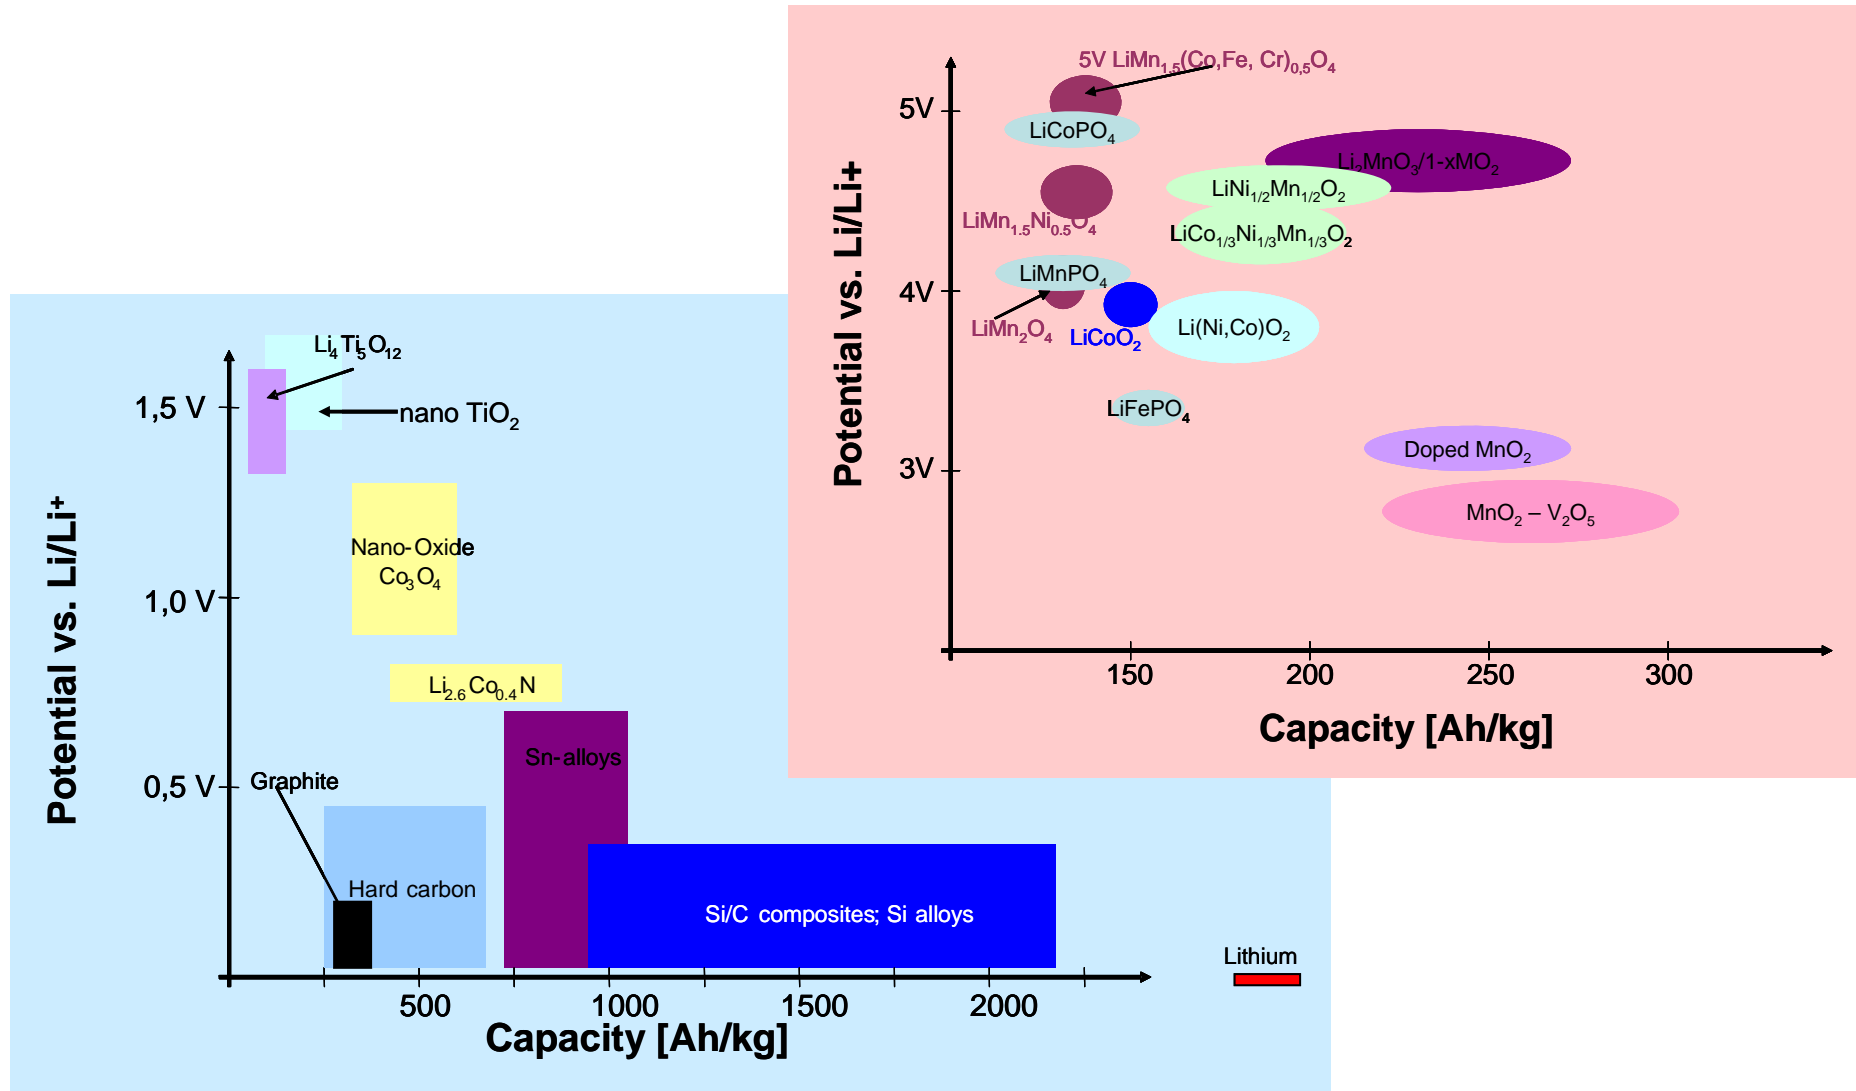 5V LiMn1.5(Co,Fe, Cr)0,5O4
5V
LiCoPO4
Li2MnO3/1-xMO2
LiNi1/2Mn1/2O2
LiMn1.5Ni0.5O4
LiCo1/3Ni1/3Mn1/3O2
LiMnPO4
4V
LiMn2O4
LiCoO2
Li(Ni,Co)O2
LiFePO4
Doped MnO2
3V
MnO2 – V2O5
150
200
250
300
Capacity [Ah/kg]
Potential vs. Li/Li+
Li4Ti5O12
1,5 V
nano TiO2
Nano-Oxide
Co3O4
1,0 V
Li2.6Co0.4N
Sn-alloys
Graphite
0,5 V
Hard carbon
Si/C composites; Si alloys
Lithium
500
1000
1500
2000
Capacity [Ah/kg]
Potential vs. Li/Li+